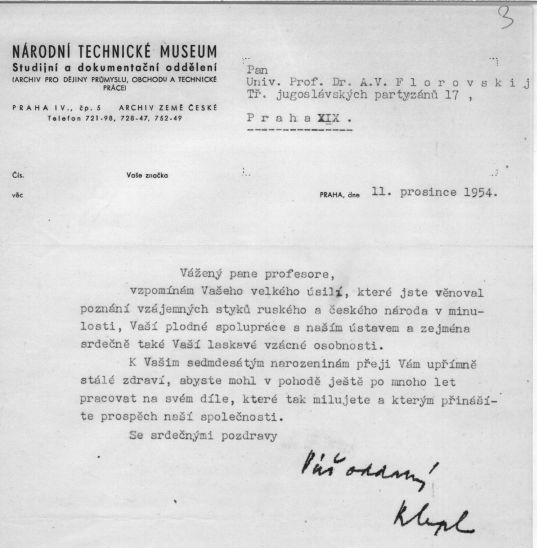 3
NÁRODNÍ TECHNICKÉ MUSEUM
Studijní a dokumentační oddělení
(ARCHIV PRO DĚJINY PRŮMYSLU, OBCHODU A TECHNICKÉ
PRÁCE)
PRAHA IV., čp. 5 ARCHIV ZEMĚ ČESKÉ
Telefon 721-98, 728-47, 752-49
Pan
Univ. Prof. Dr. A.V. F l o r o v s k i j
Tř. jugoslávských partyzánů 17 ,
P r a h a XIX .
Čís.
Vaše značka
věc
PRAHA, dne 11. prosince 1954.
Vážený pane profesore,
vzpomínám Vašeho velkého úsilí, které jste věnoval
poznání vzájemných styků ruského a českého národa v minu-
losti, Vaší plodné spolupráce s naším ústavem a zejména
srdečně také Vaší laskavé vzácné osobnosti.
K Vašim sedmdesátým narozeninám přeji Vám upřímně
stálé zdraví, abyste mohl v pohodě ještě po mnoho let
pracovat na svém díle, které tak milujete a kterým přináší-
te prospěch naší společnosti.
Se srdečnými pozdravy
Váš oddaný
Klepl